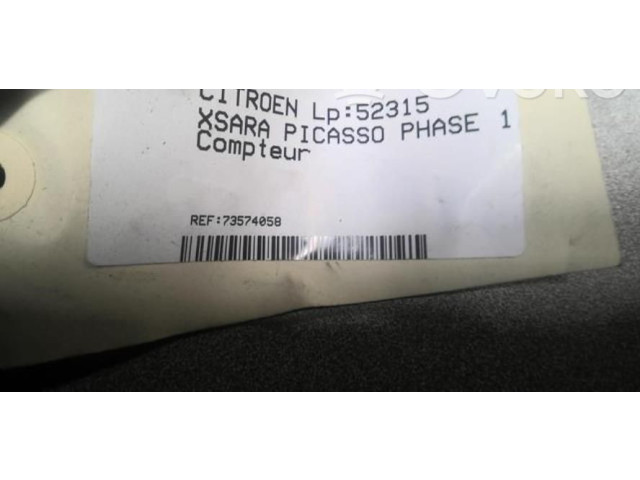 CITROEN Lp:52315
XSARA PICASSO PHASE 1
Compteur
REF:73574058